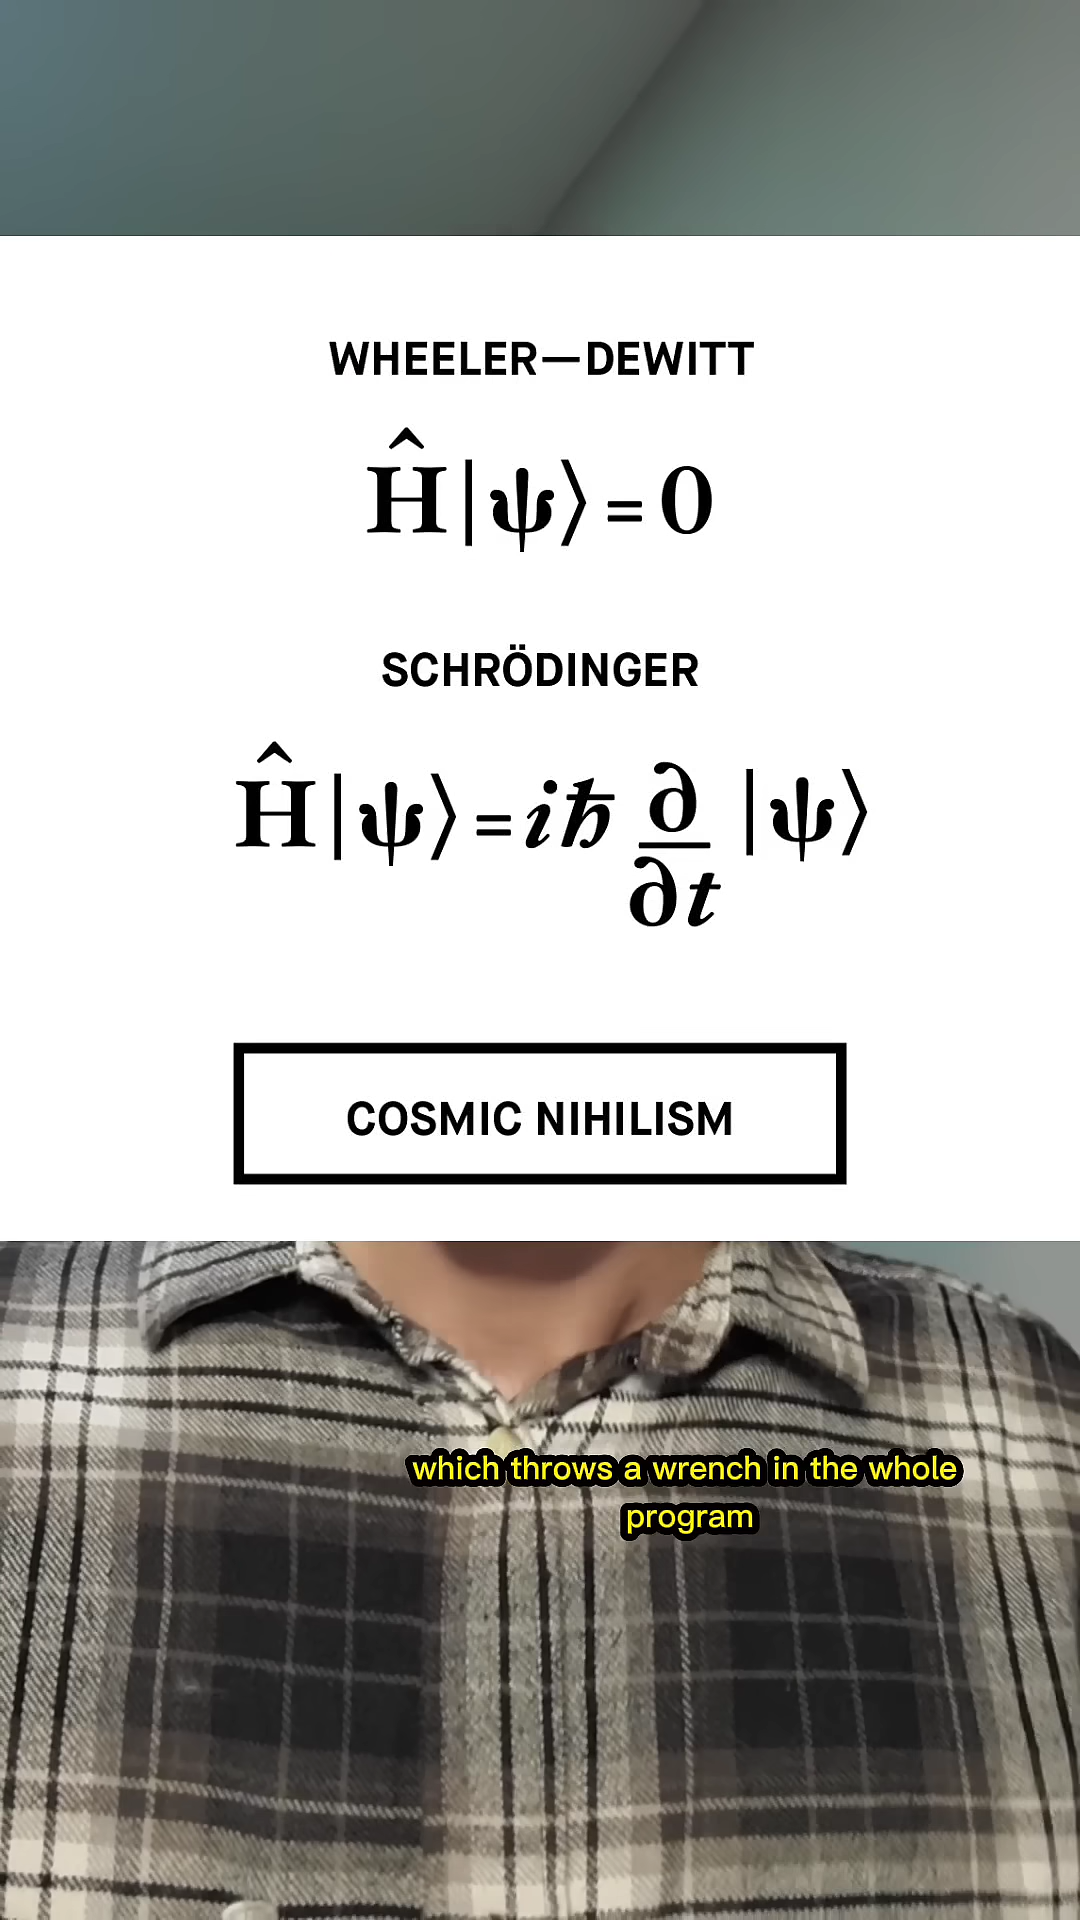 WHEELER—DEWITT
Ĥ|ψ⟩=0
SCHRÖDINGER
Ĥ|ψ⟩=iħ ∂/∂t |ψ⟩
COSMIC NIHILISM
which throws a wrench in the whole
program